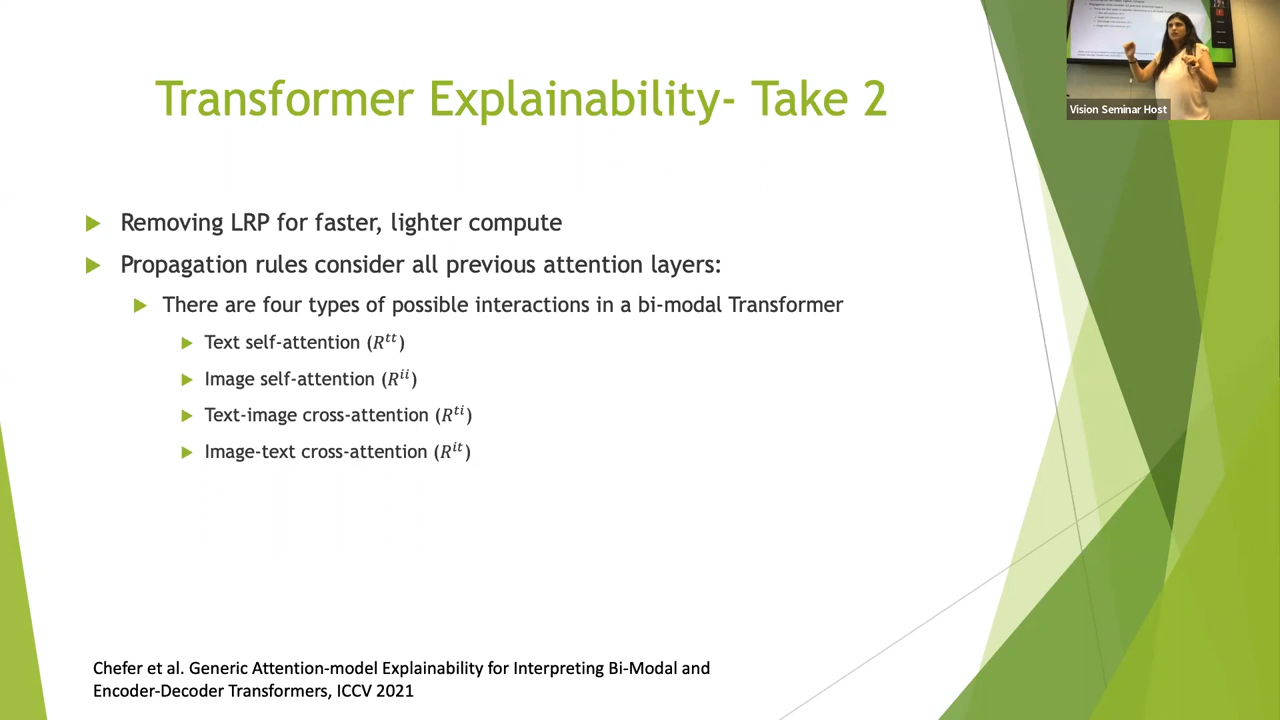 Transformer Explainability- Take 2
Vision Seminar Host
Removing LRP for faster, lighter compute
Propagation rules consider all previous attention layers:
There are four types of possible interactions in a bi-modal Transformer
Text self-attention (R^{tt})
Image self-attention (R^{ii})
Text-image cross-attention (R^{ti})
Image-text cross-attention (R^{it})
Chefer et al. Generic Attention-model Explainability for Interpreting Bi-Modal and
Encoder-Decoder Transformers, ICCV 2021